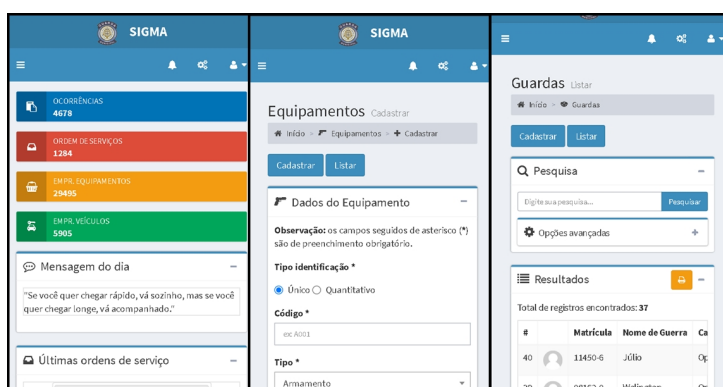 SIGMA
OCORRÊNCIAS
4678
ORDEM DE SERVIÇOS
1284
EMPR. EQUIPAMENTOS
29495
EMPR. VEÍCULOS
5905
Mensagem do dia
"Se você quer chegar rápido, vá sozinho, mas se você
quer chegar longe, vá acompanhado."
Últimas ordens de serviço
SIGMA
Equipamentos Cadastrar
Início > Equipamentos > Cadastrar
Cadastrar Listar
Dados do Equipamento
Observação: os campos seguidos de asterisco (*)
são de preenchimento obrigatório.
Tipo identificação *
Único Quantitativo
Código *
ex: A001
Tipo *
Armamento
Guardas Listar
Início > Guardas
Cadastrar Listar
Pesquisa
Digite sua pesquisa... Pesquisar
Opções avançadas
Resultados
Total de registros encontrados: 37
# Matrícula Nome de Guerra Ca
40 11450-6 Júlio Op